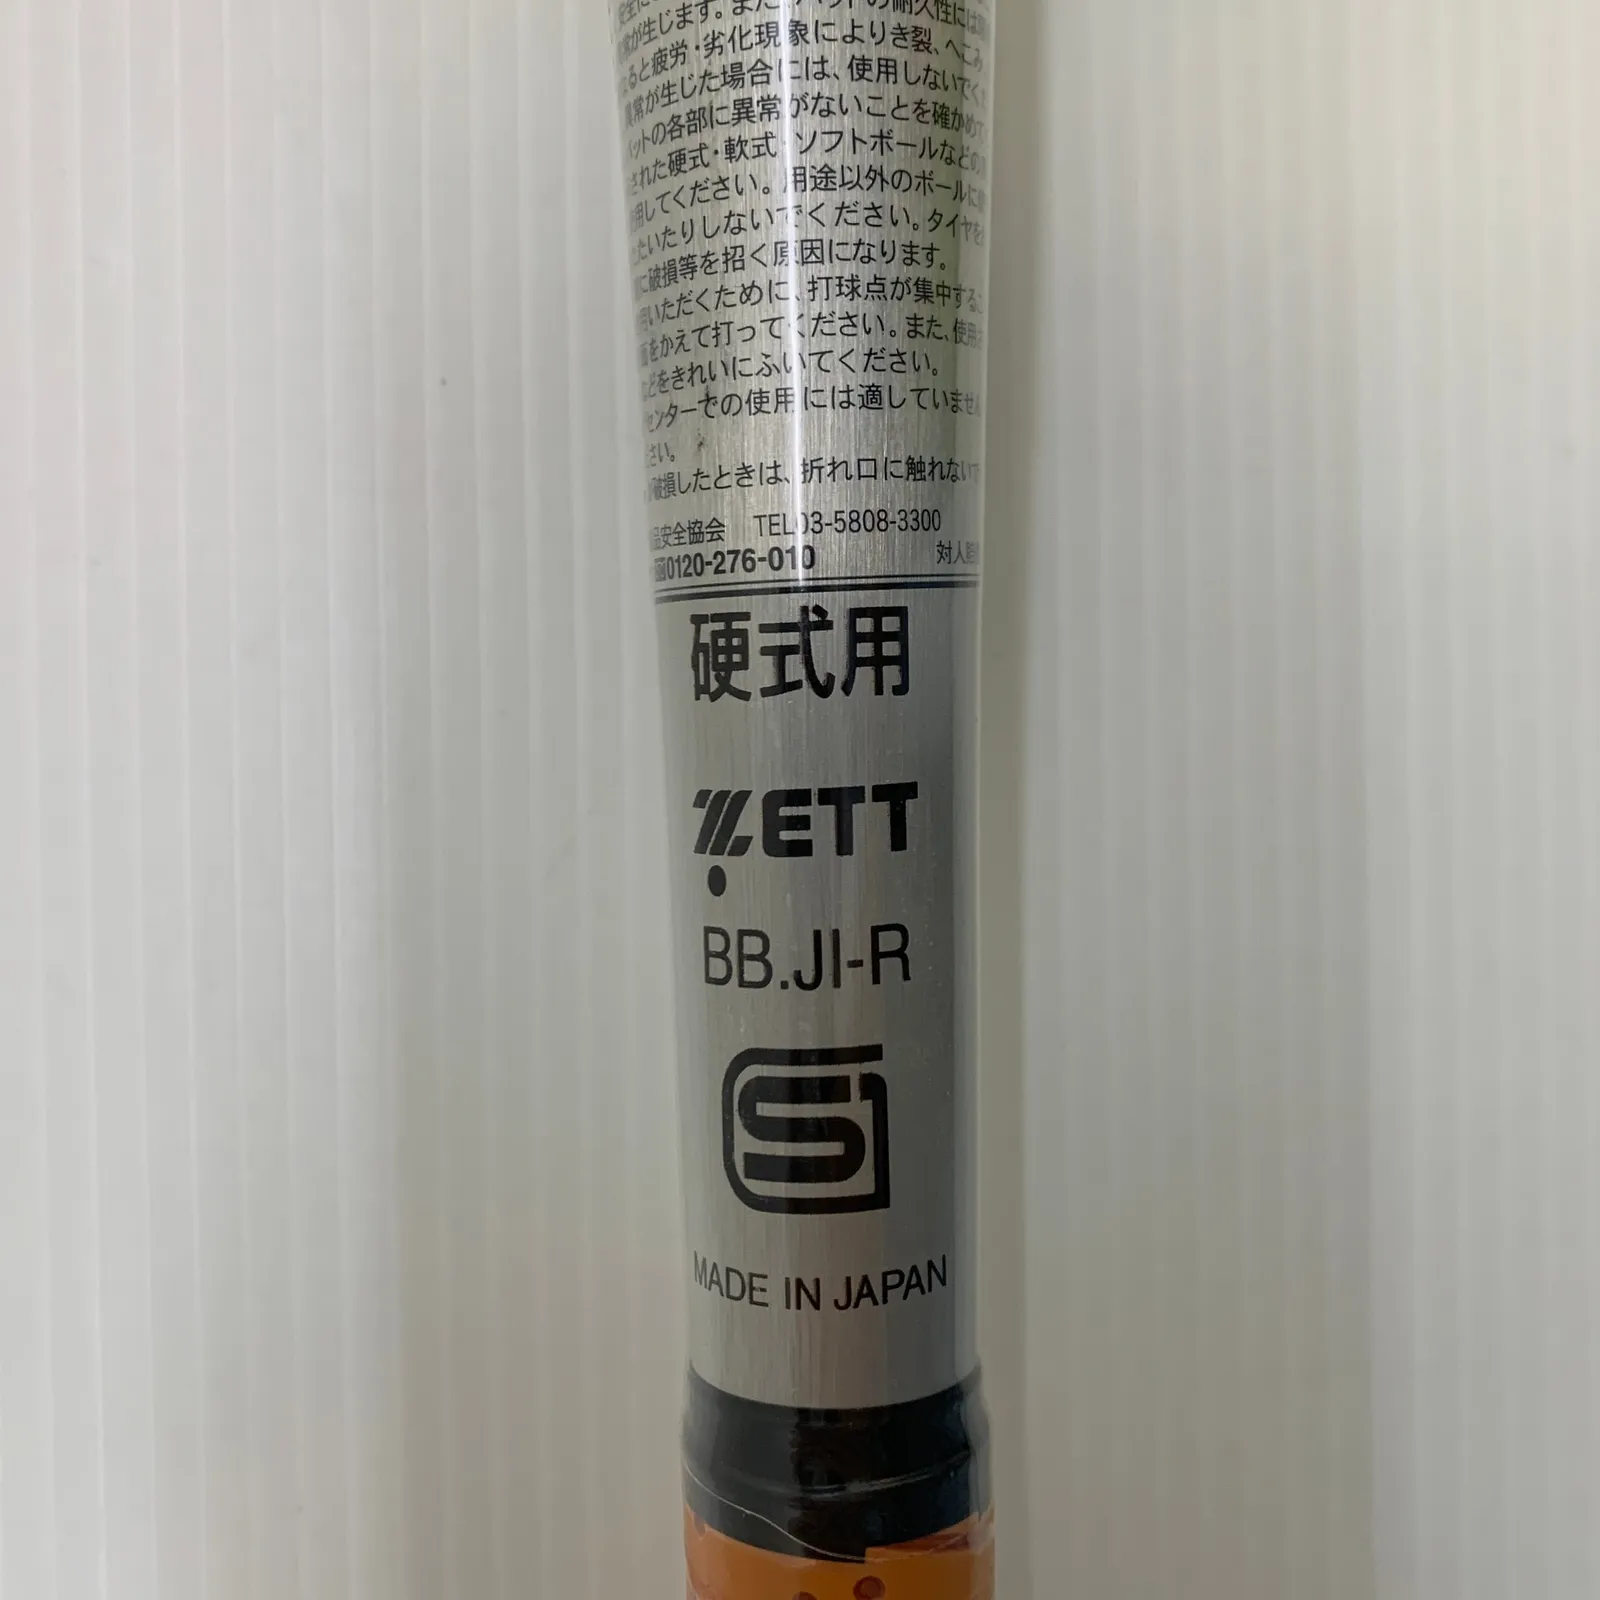 が生じます。また、バットの耐久性には
ると疲労・劣化現象によりき裂、へこみ
異常が生じた場合には、使用しないでくだ
バットの各部に異常がないことを確かめて
された硬式・軟式・ソフトボールなどの
用してください。用途以外のボールに
たたいたりしないでください。タイヤを
に破損等を招く原因になります。
用いただくために、打球点が集中するこ
面をかえて打ってください。また、使用
などをきれいにふいてください。
センターでの使用には適していません
さい。
破損したときは、折れ口に触れないで
品安全協会 TEL03-5808-3300
0120-276-010 対人賠
硬式用
ZETT
BB.JI-R
SG
MADE IN JAPAN